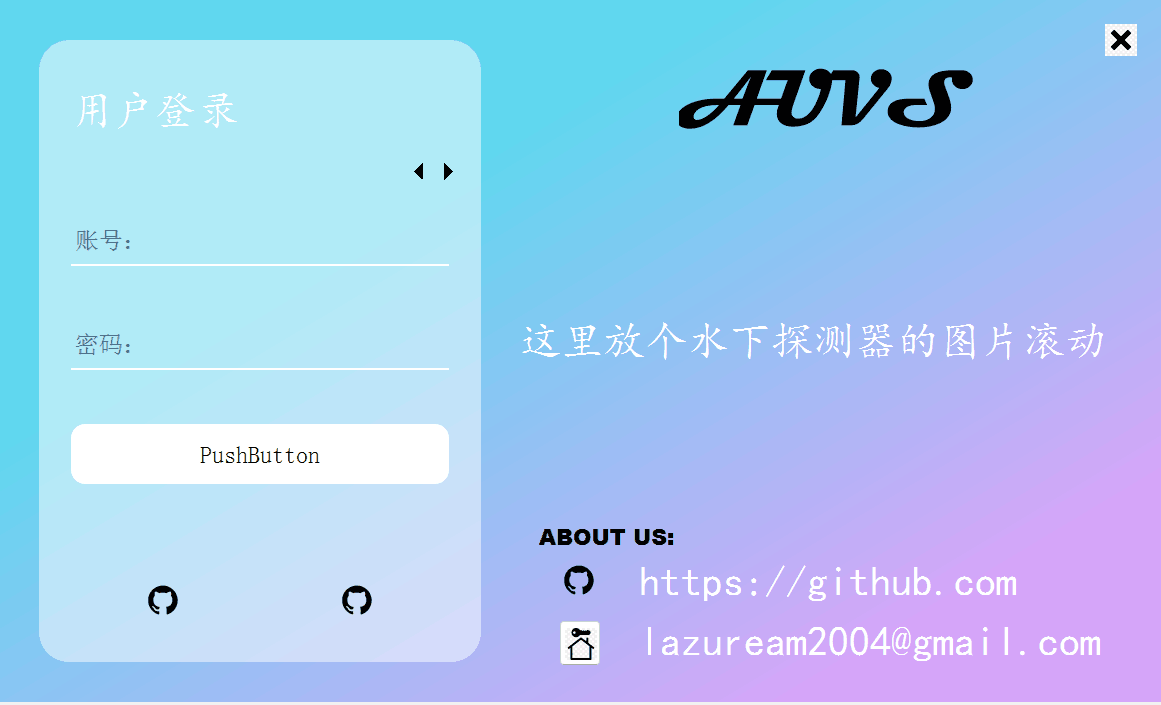 用户登录
账号：
密码：
PushButton
AUVS
这里放个水下探测器的图片滚动
ABOUT US:
https://github.com
lazuream2004@gmail.com